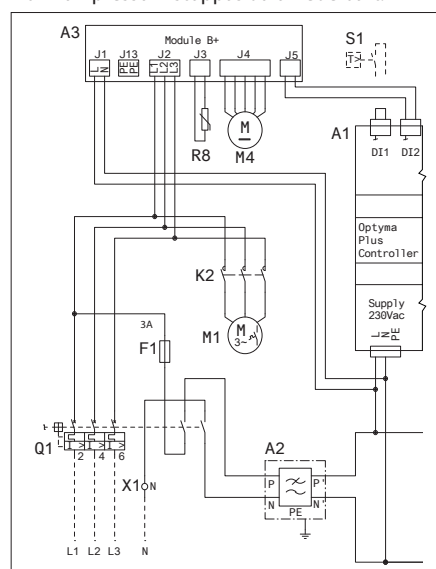 A3
Module B+
S1
J1
J13
J2
J3
J4
J5
L
N
PE
PE
L1
L2
L3
A1
R8
M
M4
DI1
DI2
Optyma
Plus
Controller
K2
Supply
230Vac
L
N
PE
3A
F1
M1
M
3~
Q1
2
4
6
X1
N
A2
P
P'
N
N'
PE
L1
L2
L3
N